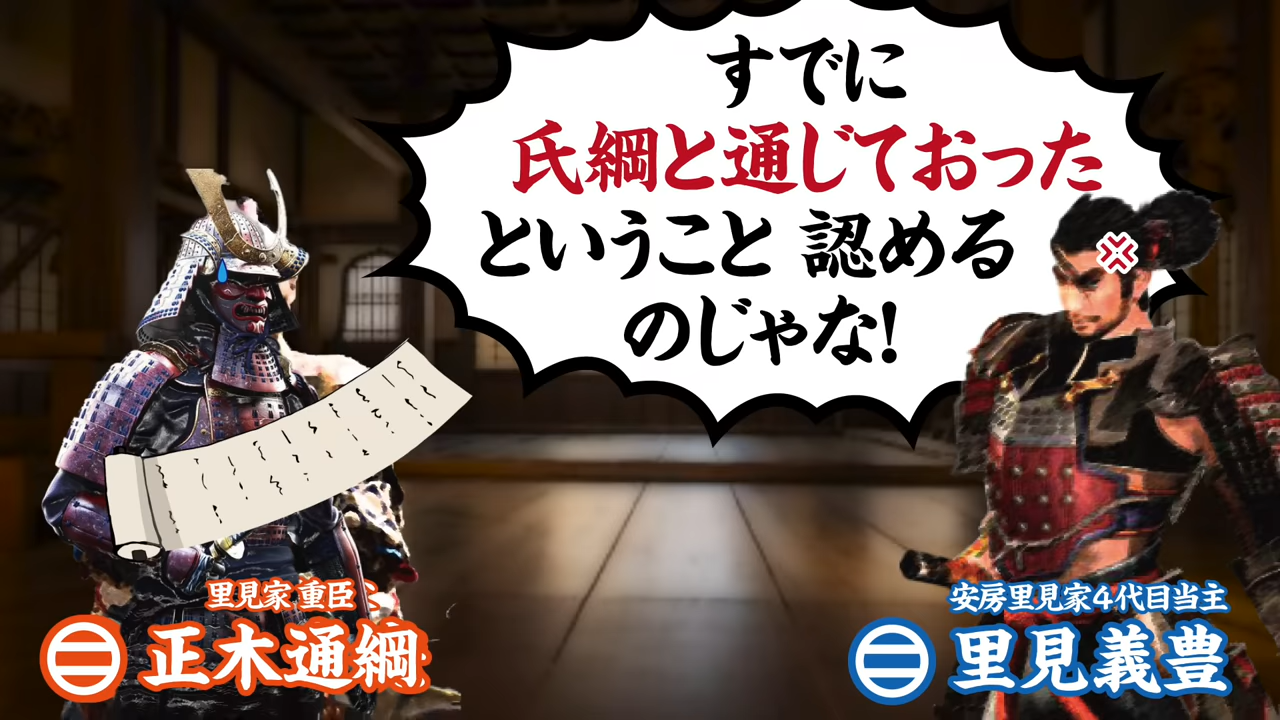 すでに
氏綱と通じておった
ということ 認める
のじゃな!
里見家 重臣
正木通綱
安房里見家4代目当主
里見義豊